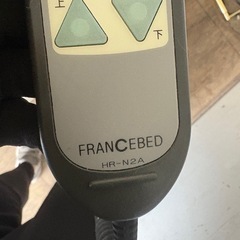 上
下
FRANCEBED
HR-N2A